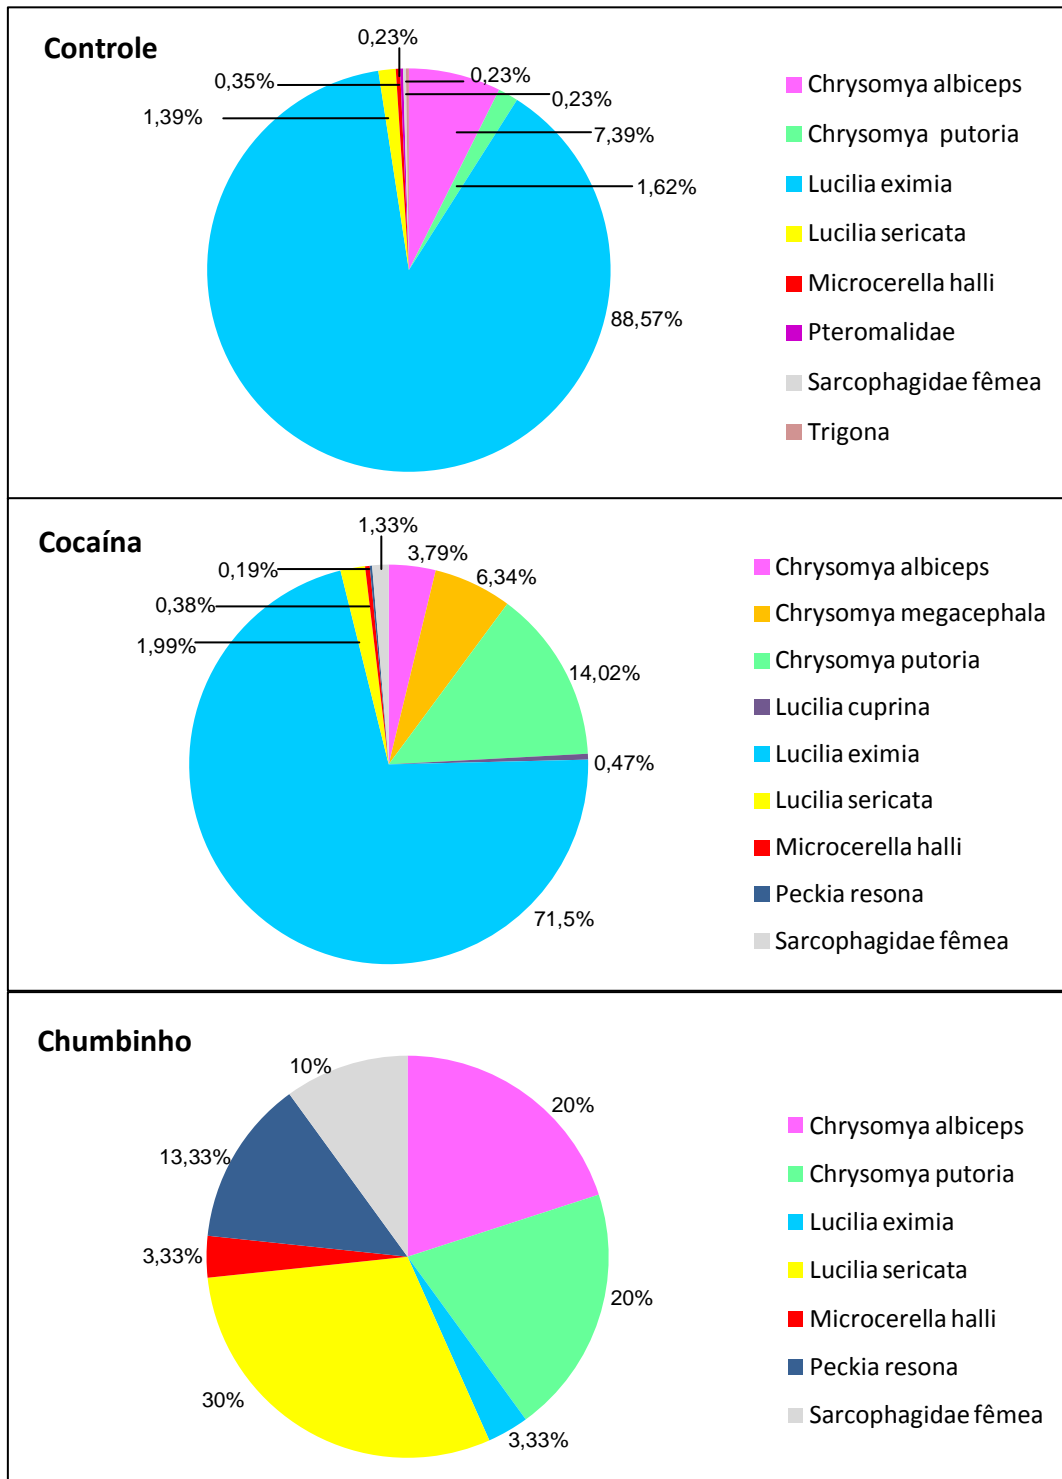 Controle
0,23%
0,35%
0,23%
0,23%
1,39%
7,39%
1,62%
88,57%
Chrysomya albiceps
Chrysomya putoria
Lucilia eximia
Lucilia sericata
Microcerella halli
Pteromalidae
Sarcophagidae fêmea
Trigona
Cocaína
1,33%
3,79%
0,19%
6,34%
0,38%
1,99%
14,02%
0,47%
71,5%
Chrysomya albiceps
Chrysomya megacephala
Chrysomya putoria
Lucilia cuprina
Lucilia eximia
Lucilia sericata
Microcerella halli
Peckia resona
Sarcophagidae fêmea
Chumbinho
10%
20%
13,33%
3,33%
20%
30%
3,33%
Chrysomya albiceps
Chrysomya putoria
Lucilia eximia
Lucilia sericata
Microcerella halli
Peckia resona
Sarcophagidae fêmea